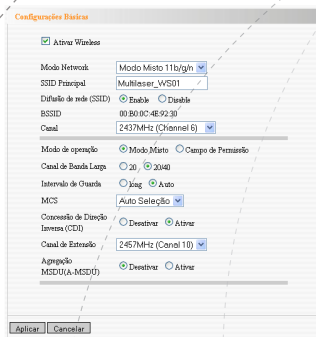 Configurações Básicas
Ativar Wireless
Modo Network Modo Misto 11b/g/n
SSID Principal Multilaser_WS01
Difusão de rede (SSID) Enable Disable
BSSID 00:B0:0C:4E:92:30
Canal 2437MHz (Channel 6)
Modo de operação Modo Misto Campo de Permissão
Canal de Banda Larga 20 20/40
Intervalo de Guarda long Auto
MCS Auto Seleção
Concessão de Direção
Inversa (CDI) Desativar Ativar
Canal de Extensão 2457MHz (Canal 10)
Agregação
MSDU(A-MSDU) Desativar Ativar
Aplicar Cancelar